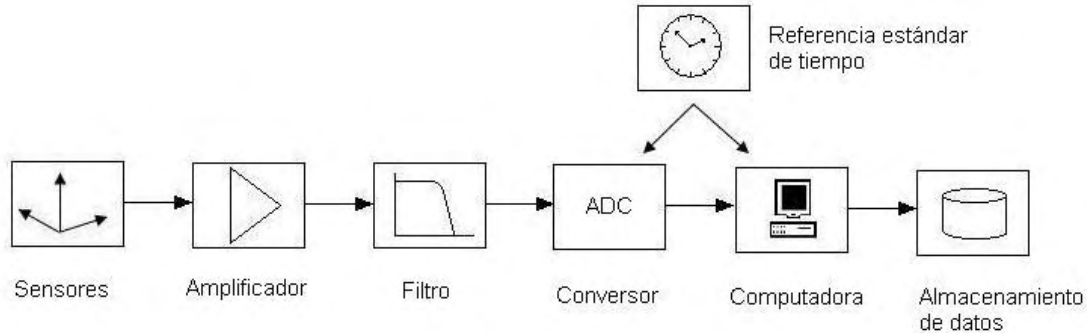 Referencia estándar
de tiempo
ADC
Sensores
Amplificador
Filtro
Conversor
Computadora
Almacenamiento
de datos